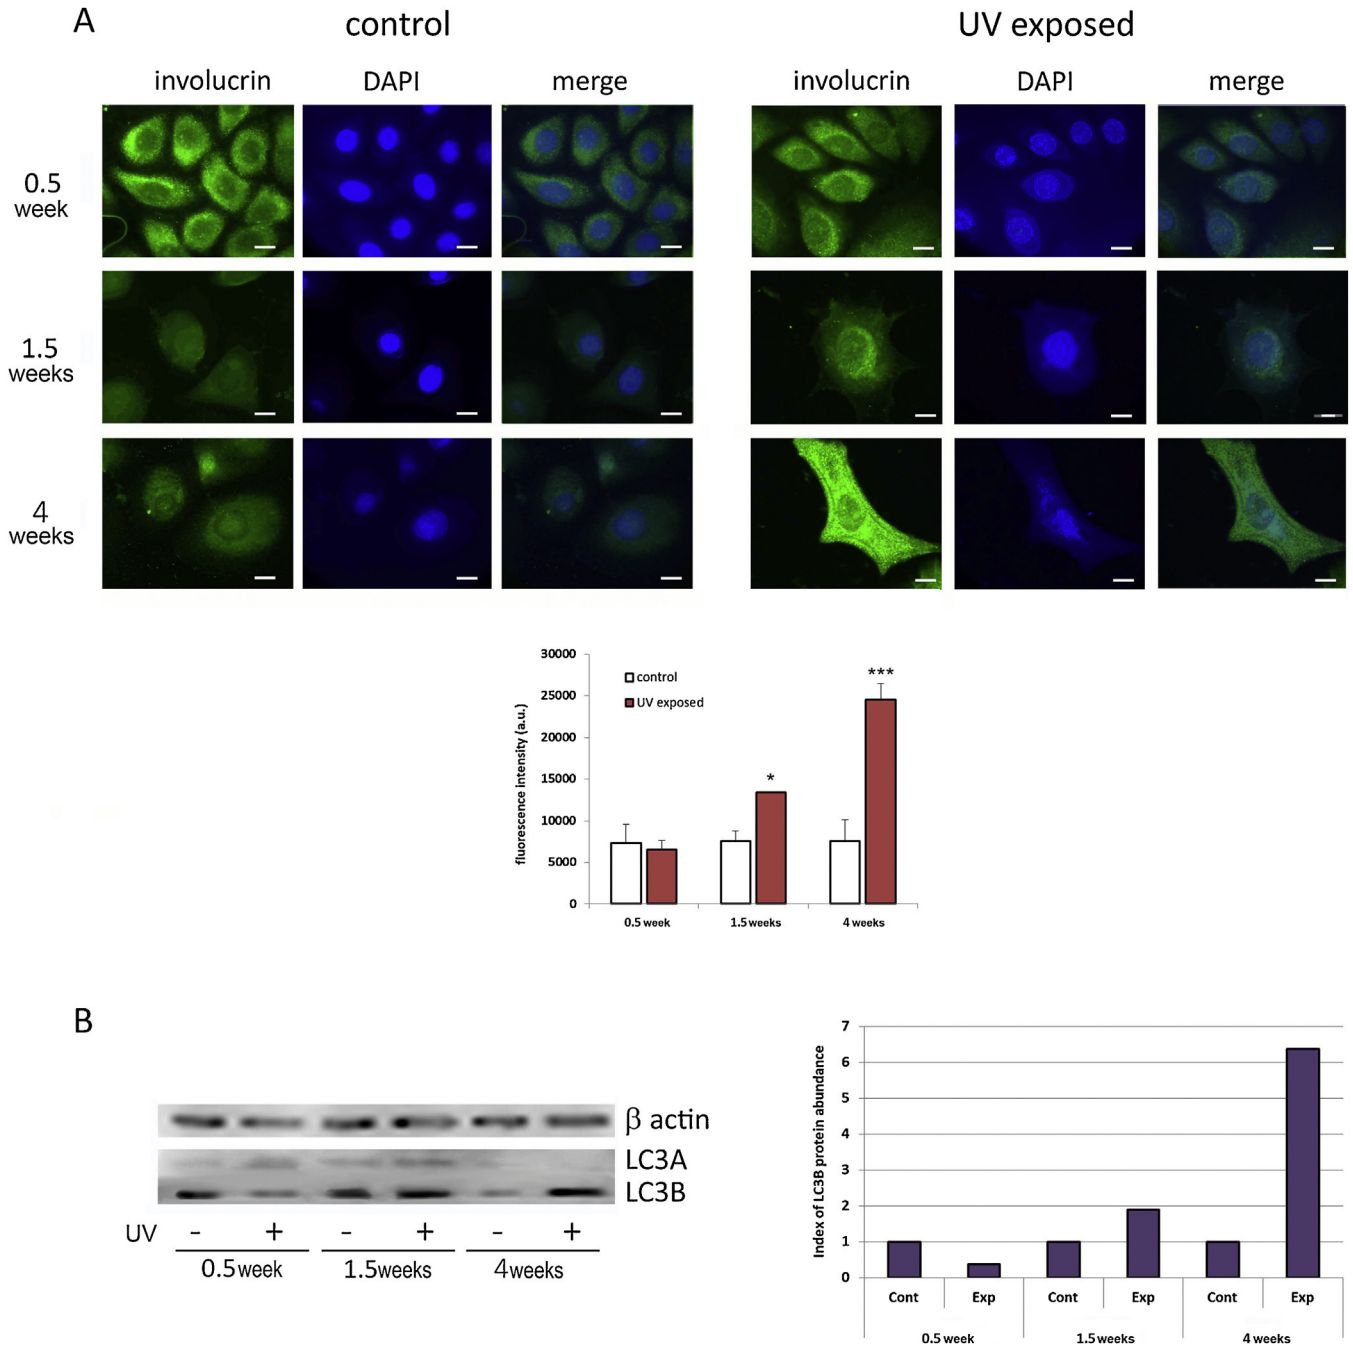 A
control
UV exposed
involucrin
DAPI
merge
involucrin
DAPI
merge
0.5
week
1.5
weeks
4
weeks
30000
25000
20000
15000
10000
5000
0
fluorescence intensity (a.u.)
control
UV exposed
*
***
0.5 week
1.5 weeks
4 weeks
B
β actin
LC3A
LC3B
UV - + - + - +
0.5week
1.5weeks
4weeks
7
6
5
4
3
2
1
0
Index of LC3B protein abundance
Cont Exp Cont Exp Cont Exp
0.5 week
1.5 weeks
4 weeks